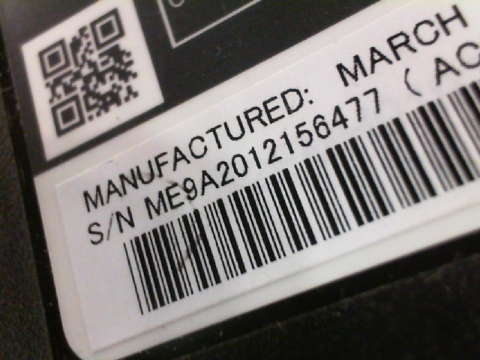 MANUFACTURED: MARCH
S/N ME9A2012156477 ( AC